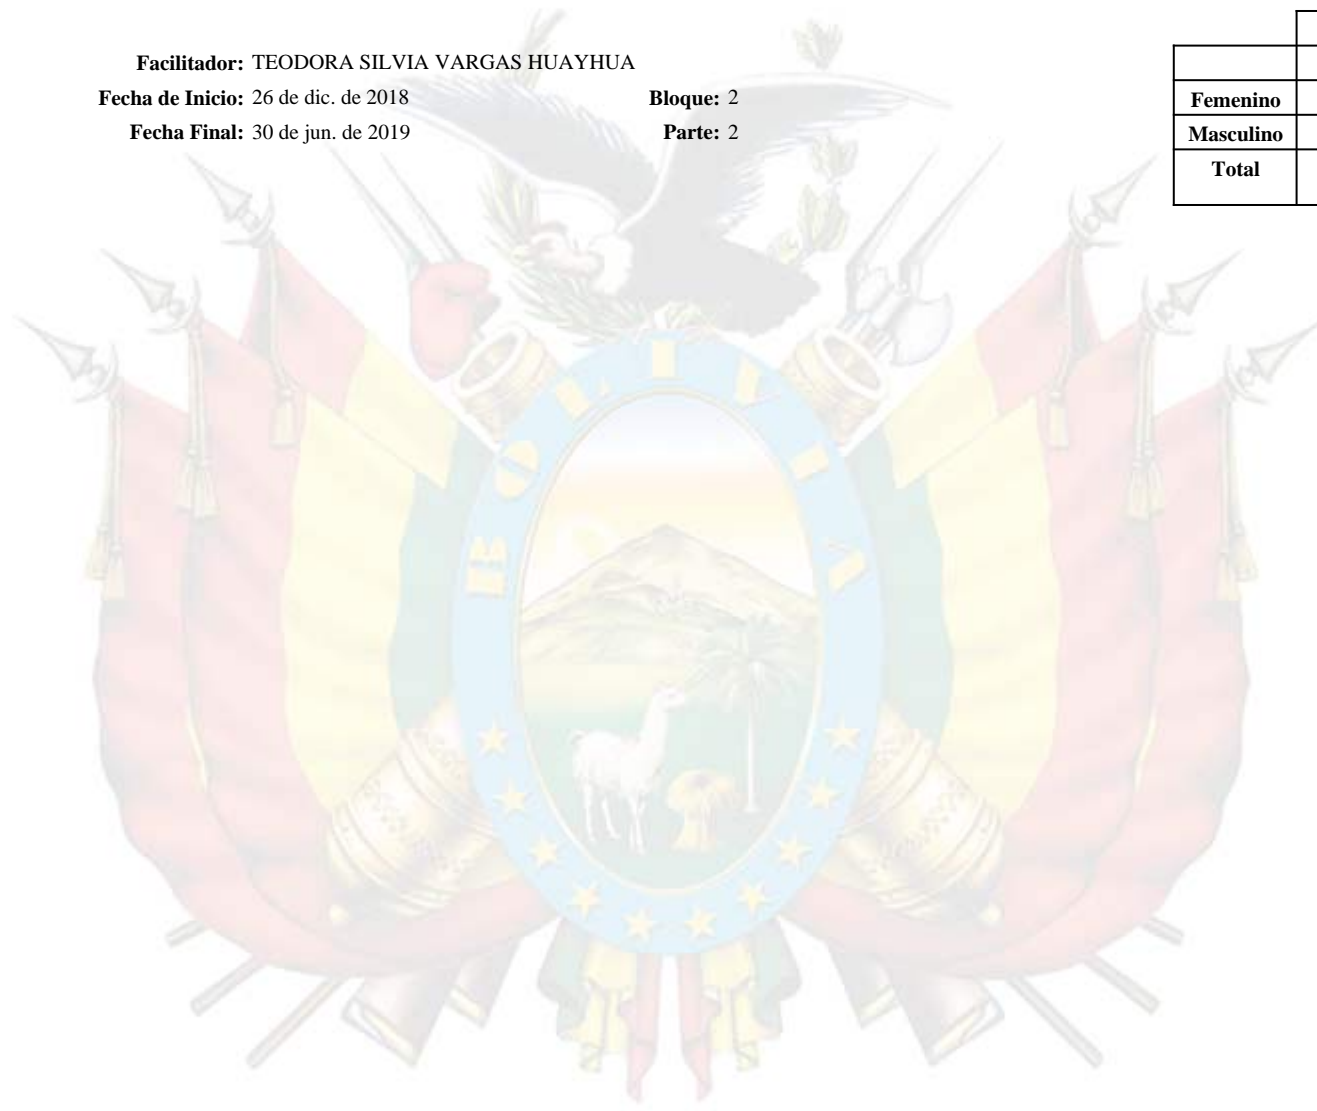 Facilitador: TEODORA SILVIA VARGAS HUAYHUA
Fecha de Inicio: 26 de dic. de 2018 Bloque: 2
Fecha Final: 30 de jun. de 2019 Parte: 2
Femenino
Masculino
Total
BOLIVIA